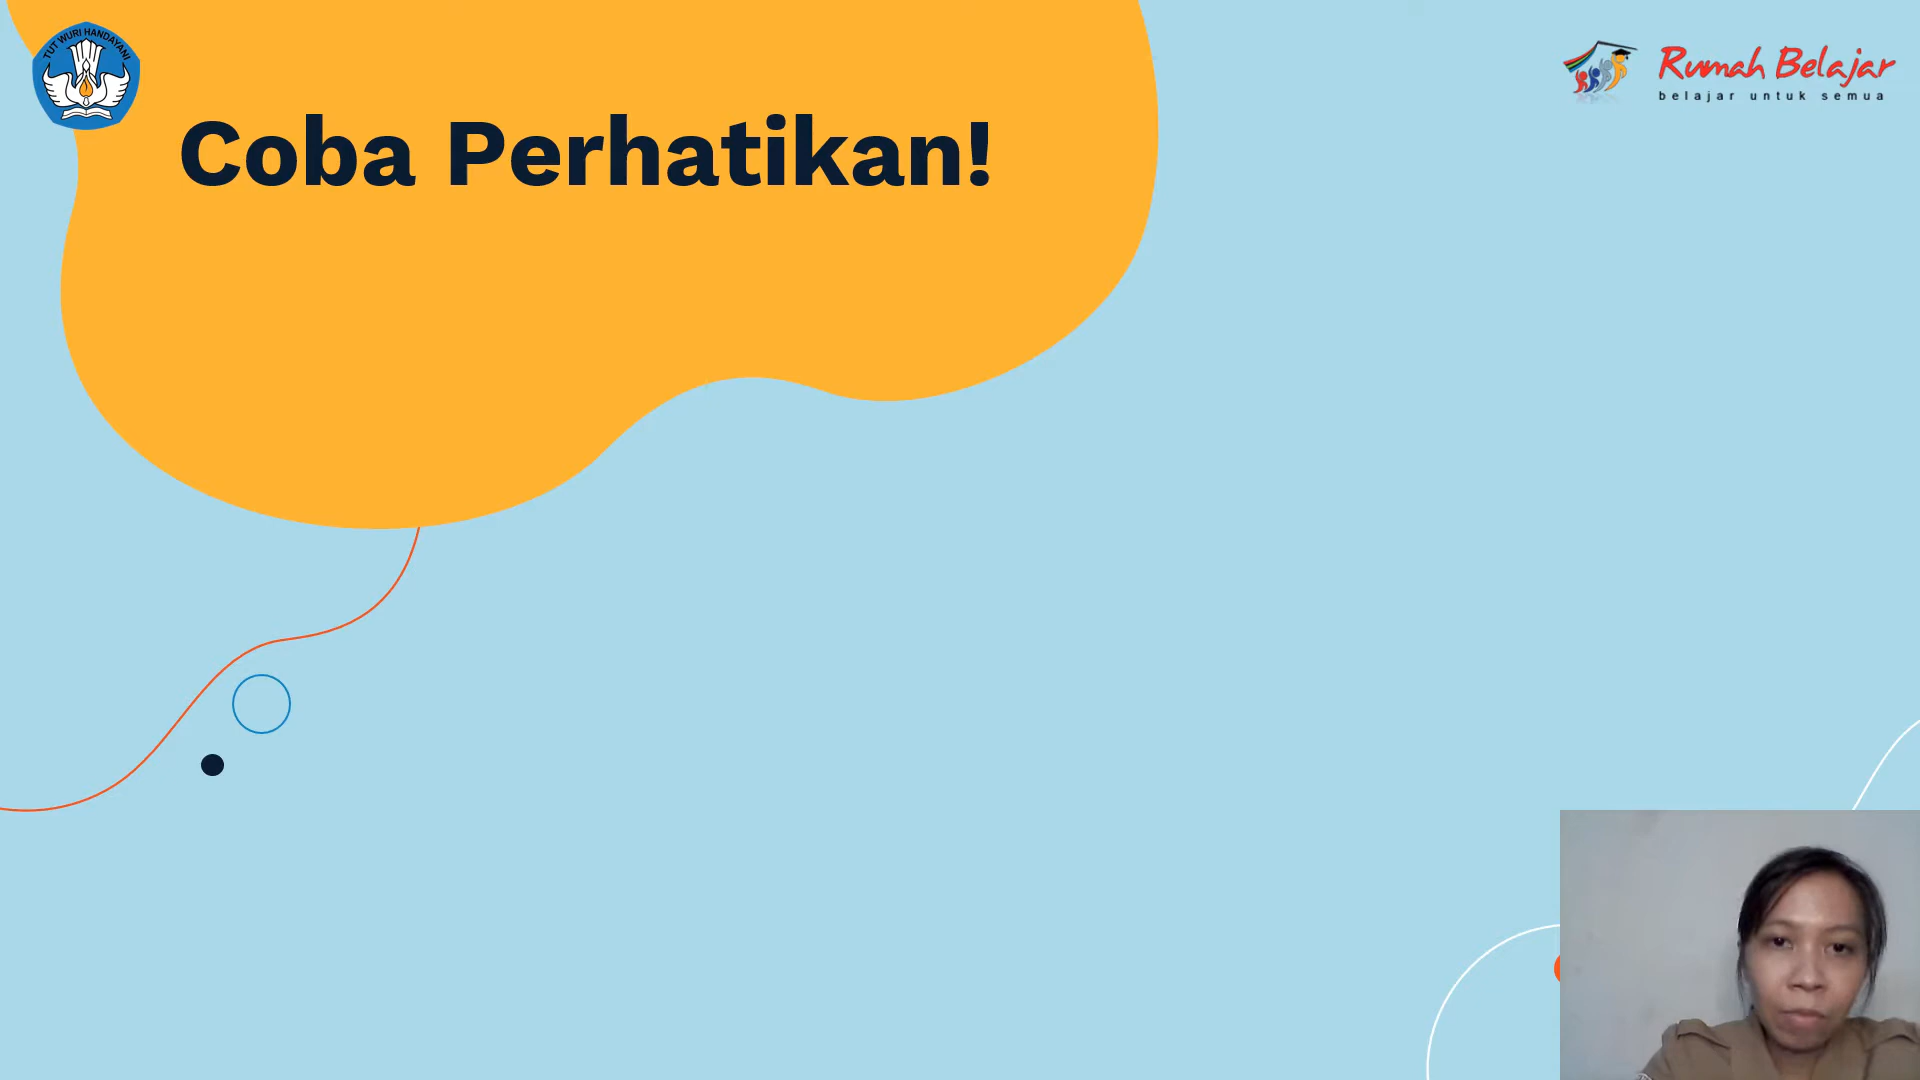 TUT WURI HANDAYANI
Rumah Belajar
belajar untuk semua
Coba Perhatikan!